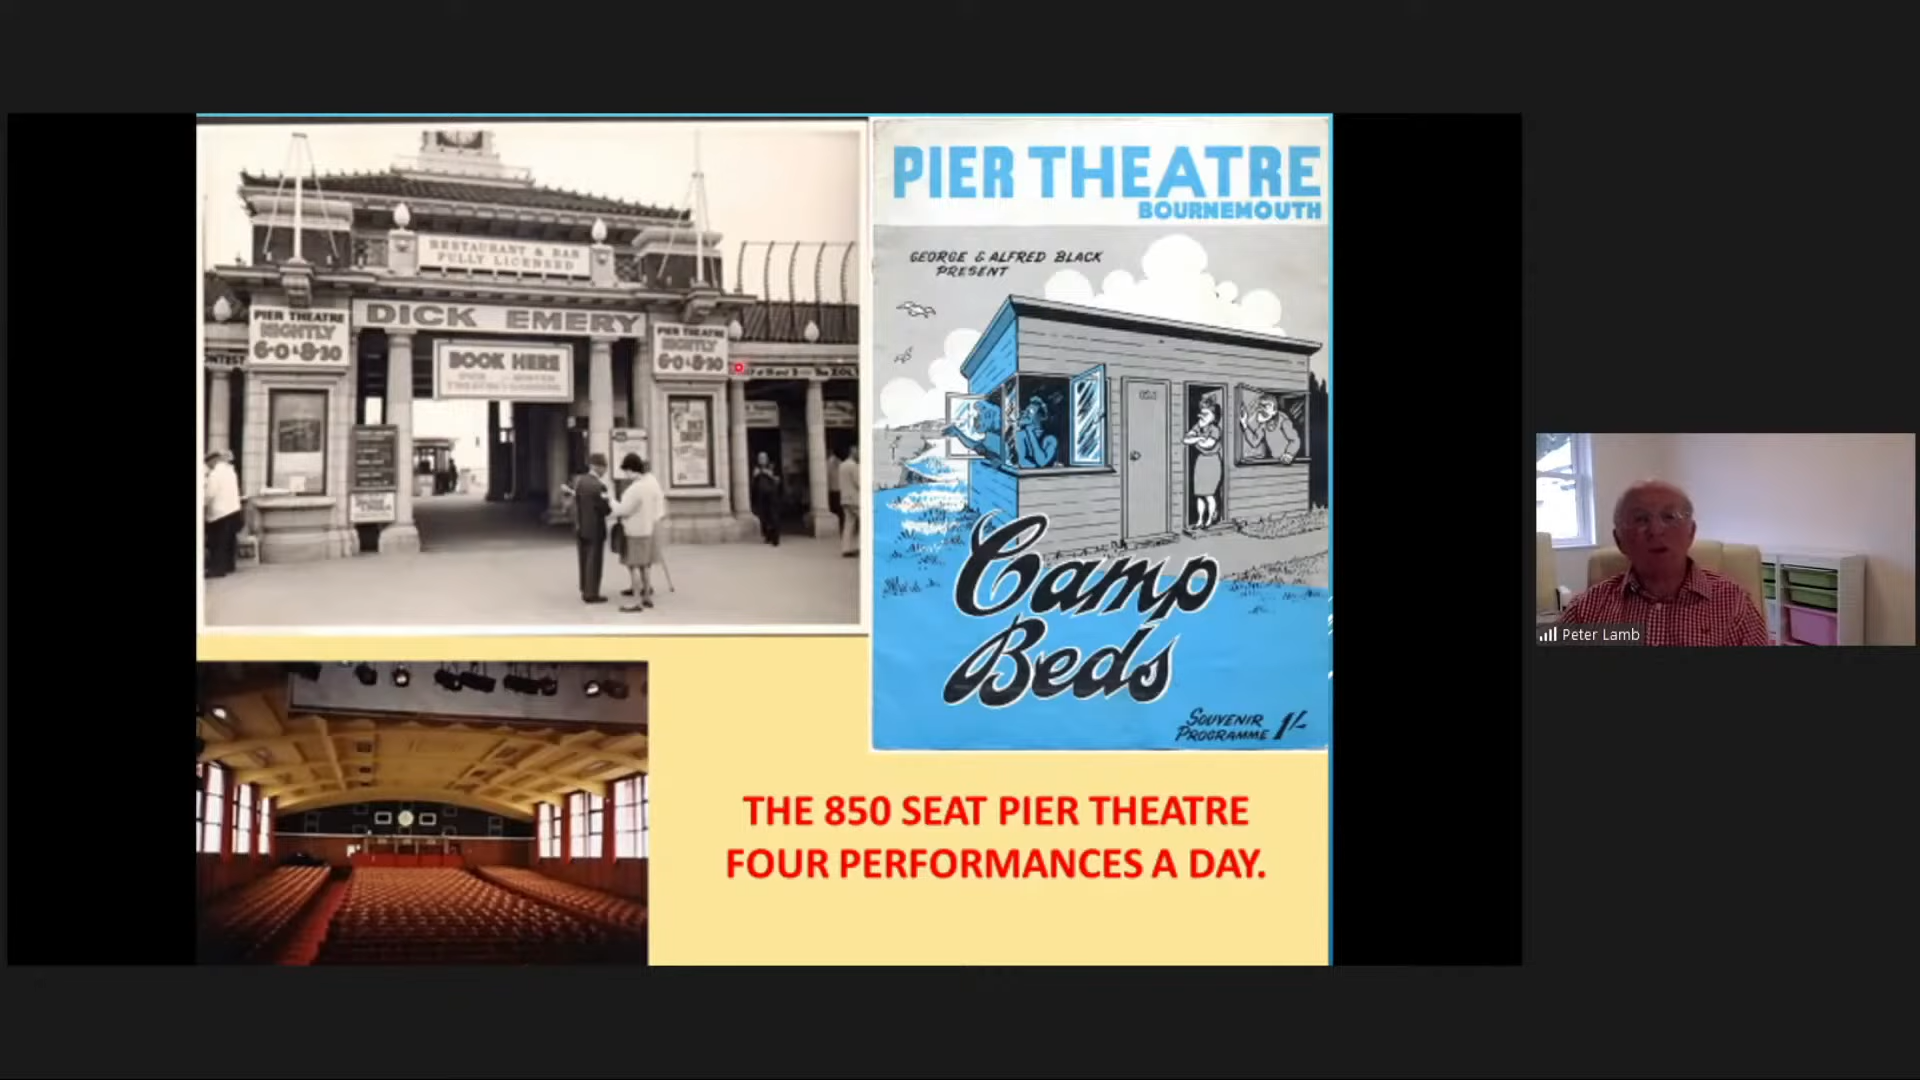 RESTAURANT & BAR
FULLY LICENSED
DICK EMERY
PIER THEATRE
NIGHTLY
6-0 & 8-30
BOOK HERE
PIER THEATRE
NIGHTLY
6-0 & 8-30
PIER THEATRE
BOURNEMOUTH
GEORGE & ALFRED BLACK
PRESENT
Camp
Beds
SOUVENIR
PROGRAMME 1/-
THE 850 SEAT PIER THEATRE
FOUR PERFORMANCES A DAY.
Peter Lamb